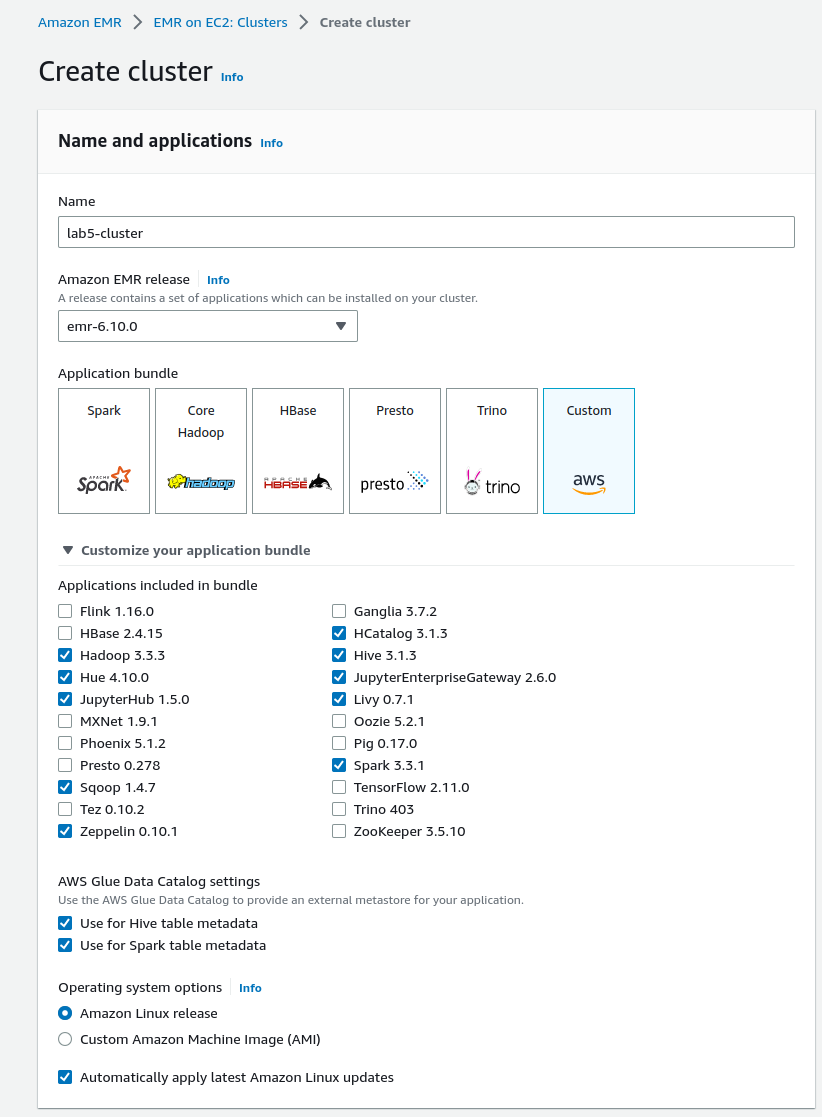 Amazon EMR > EMR on EC2: Clusters > Create cluster
Create cluster Info
Name and applications Info
Name
lab5-cluster
Amazon EMR release Info
A release contains a set of applications which can be installed on your cluster.
emr-6.10.0
Application bundle
Spark
APACHE
Spark
Core
Hadoop
hadoop
HBase
APACHE
HBASE
Presto
presto
Trino
trino
Custom
aws
Customize your application bundle
Applications included in bundle
Flink 1.16.0
Ganglia 3.7.2
HBase 2.4.15
HCatalog 3.1.3
Hadoop 3.3.3
Hive 3.1.3
Hue 4.10.0
JupyterEnterpriseGateway 2.6.0
JupyterHub 1.5.0
Livy 0.7.1
MXNet 1.9.1
Oozie 5.2.1
Phoenix 5.1.2
Pig 0.17.0
Presto 0.278
Spark 3.3.1
Sqoop 1.4.7
TensorFlow 2.11.0
Tez 0.10.2
Trino 403
Zeppelin 0.10.1
ZooKeeper 3.5.10
AWS Glue Data Catalog settings
Use the AWS Glue Data Catalog to provide an external metastore for your application.
Use for Hive table metadata
Use for Spark table metadata
Operating system options Info
Amazon Linux release
Custom Amazon Machine Image (AMI)
Automatically apply latest Amazon Linux updates